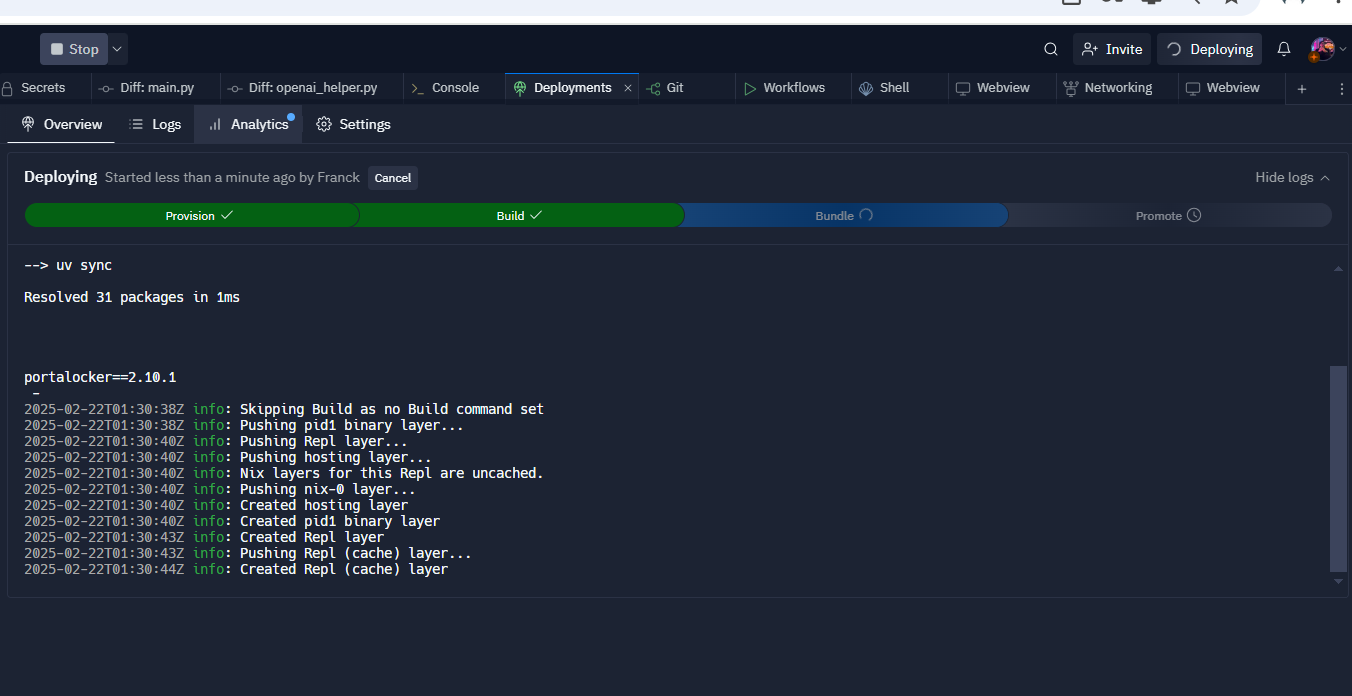 Stop
Invite
Deploying
Secrets
Diff: main.py
Diff: openai_helper.py
Console
Deployments
Git
Workflows
Shell
Webview
Networking
Webview
Overview
Logs
Analytics
Settings
Deploying Started less than a minute ago by Franck Cancel
Hide logs
Provision
Build
Bundle
Promote
--> uv sync
Resolved 31 packages in 1ms
portalocker==2.10.1
-
2025-02-22T01:30:38Z info: Skipping Build as no Build command set
2025-02-22T01:30:38Z info: Pushing pid1 binary layer...
2025-02-22T01:30:40Z info: Pushing Repl layer...
2025-02-22T01:30:40Z info: Pushing hosting layer...
2025-02-22T01:30:40Z info: Nix layers for this Repl are uncached.
2025-02-22T01:30:40Z info: Pushing nix-0 layer...
2025-02-22T01:30:40Z info: Created hosting layer
2025-02-22T01:30:40Z info: Created pid1 binary layer
2025-02-22T01:30:43Z info: Created Repl layer
2025-02-22T01:30:43Z info: Pushing Repl (cache) layer...
2025-02-22T01:30:44Z info: Created Repl (cache) layer